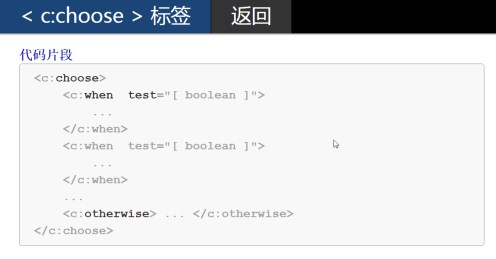 < c:choose > 标签 返回
代码片段
<c:choose>
<c:when test="[ boolean ]">
...
</c:when>
<c:when test="[ boolean ]">
...
</c:when>
...
<c:otherwise> ... </c:otherwise>
</c:choose>